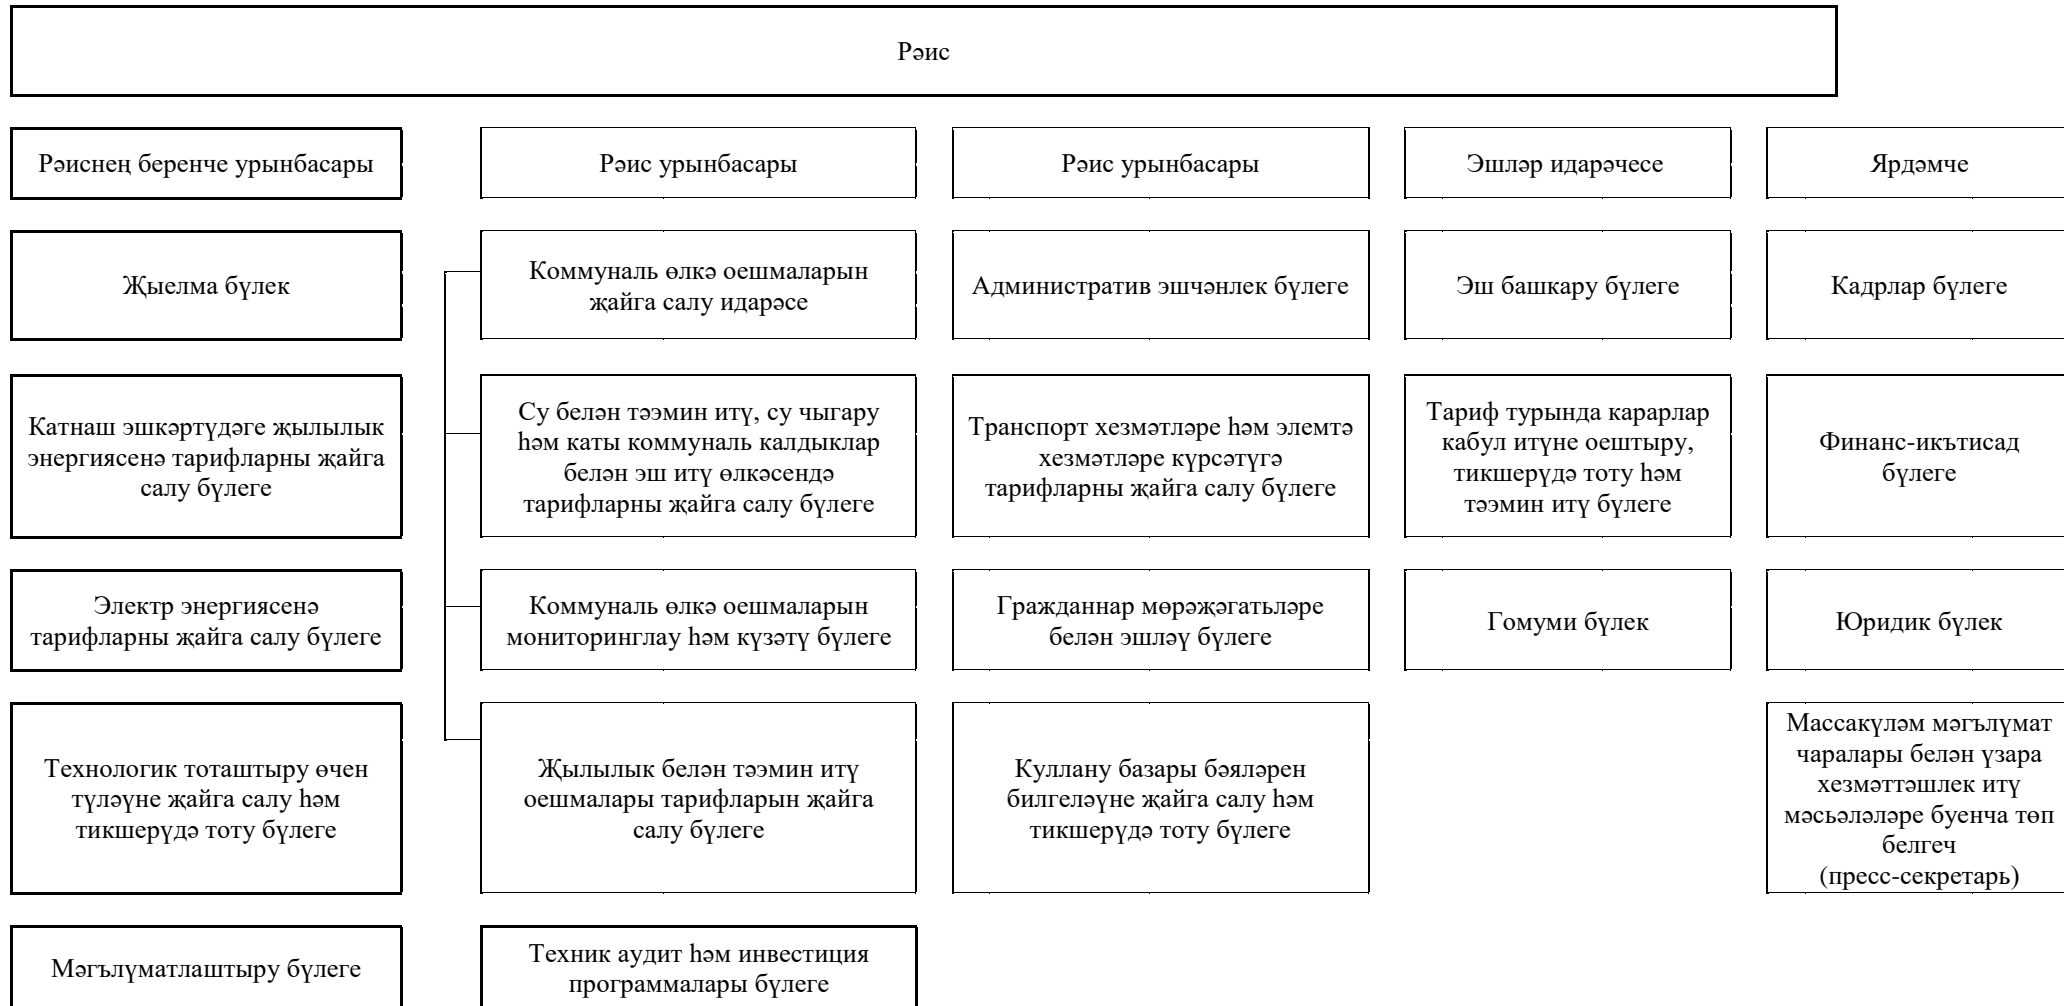 Рәис
Рәиснең беренче урынбасары
Рәис урынбасары
Рәис урынбасары
Эшләр идарәчесе
Ярдәмче
Җыелма бүлек
Коммуналь өлкә оешмаларын
җайга салу идарәсе
Административ эшчәнлек бүлеге
Эш башкару бүлеге
Кадрлар бүлеге
Катнаш эшкәртүдәге җылылык
энергиясенә тарифларны җайга
салу бүлеге
Су белән тәэмин итү, су чыгару
һәм каты коммуналь калдыклар
белән эш итү өлкәсендә
тарифларны җайга салу бүлеге
Транспорт хезмәтләре һәм элемтә
хезмәтләре күрсәтүгә
тарифларны җайга салу бүлеге
Тариф турында карарлар
кабул итүне оештыру,
тикшерүдә тоту һәм
тәэмин итү бүлеге
Финанс-икътисад
бүлеге
Электр энергиясенә
тарифларны җайга салу бүлеге
Коммуналь өлкә оешмаларын
мониторинглау һәм күзәтү бүлеге
Гражданнар мөрәҗәгатьләре
белән эшләү бүлеге
Гомуми бүлек
Юридик бүлек
Технологик тоташтыру өчен
түләүне җайга салу һәм
тикшерүдә тоту бүлеге
Җылылык белән тәэмин итү
оешмалары тарифларын җайга
салу бүлеге
Куллану базары бәяләрен
билгеләүне җайга салу һәм
тикшерүдә тоту бүлеге
Массакүләм мәгълүмат
чаралары белән үзара
хезмәттәшлек итү
мәсьәләләре буенча төп
белгеч
(пресс-секретарь)
Мәгълүматлаштыру бүлеге
Техник аудит һәм инвестиция
программалары бүлеге